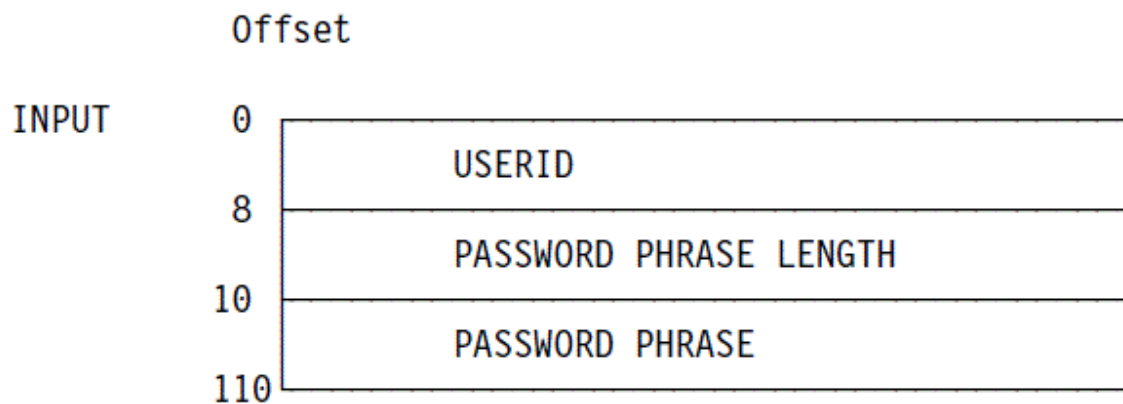 Offset
INPUT 0
USERID
8
PASSWORD PHRASE LENGTH
10
PASSWORD PHRASE
110